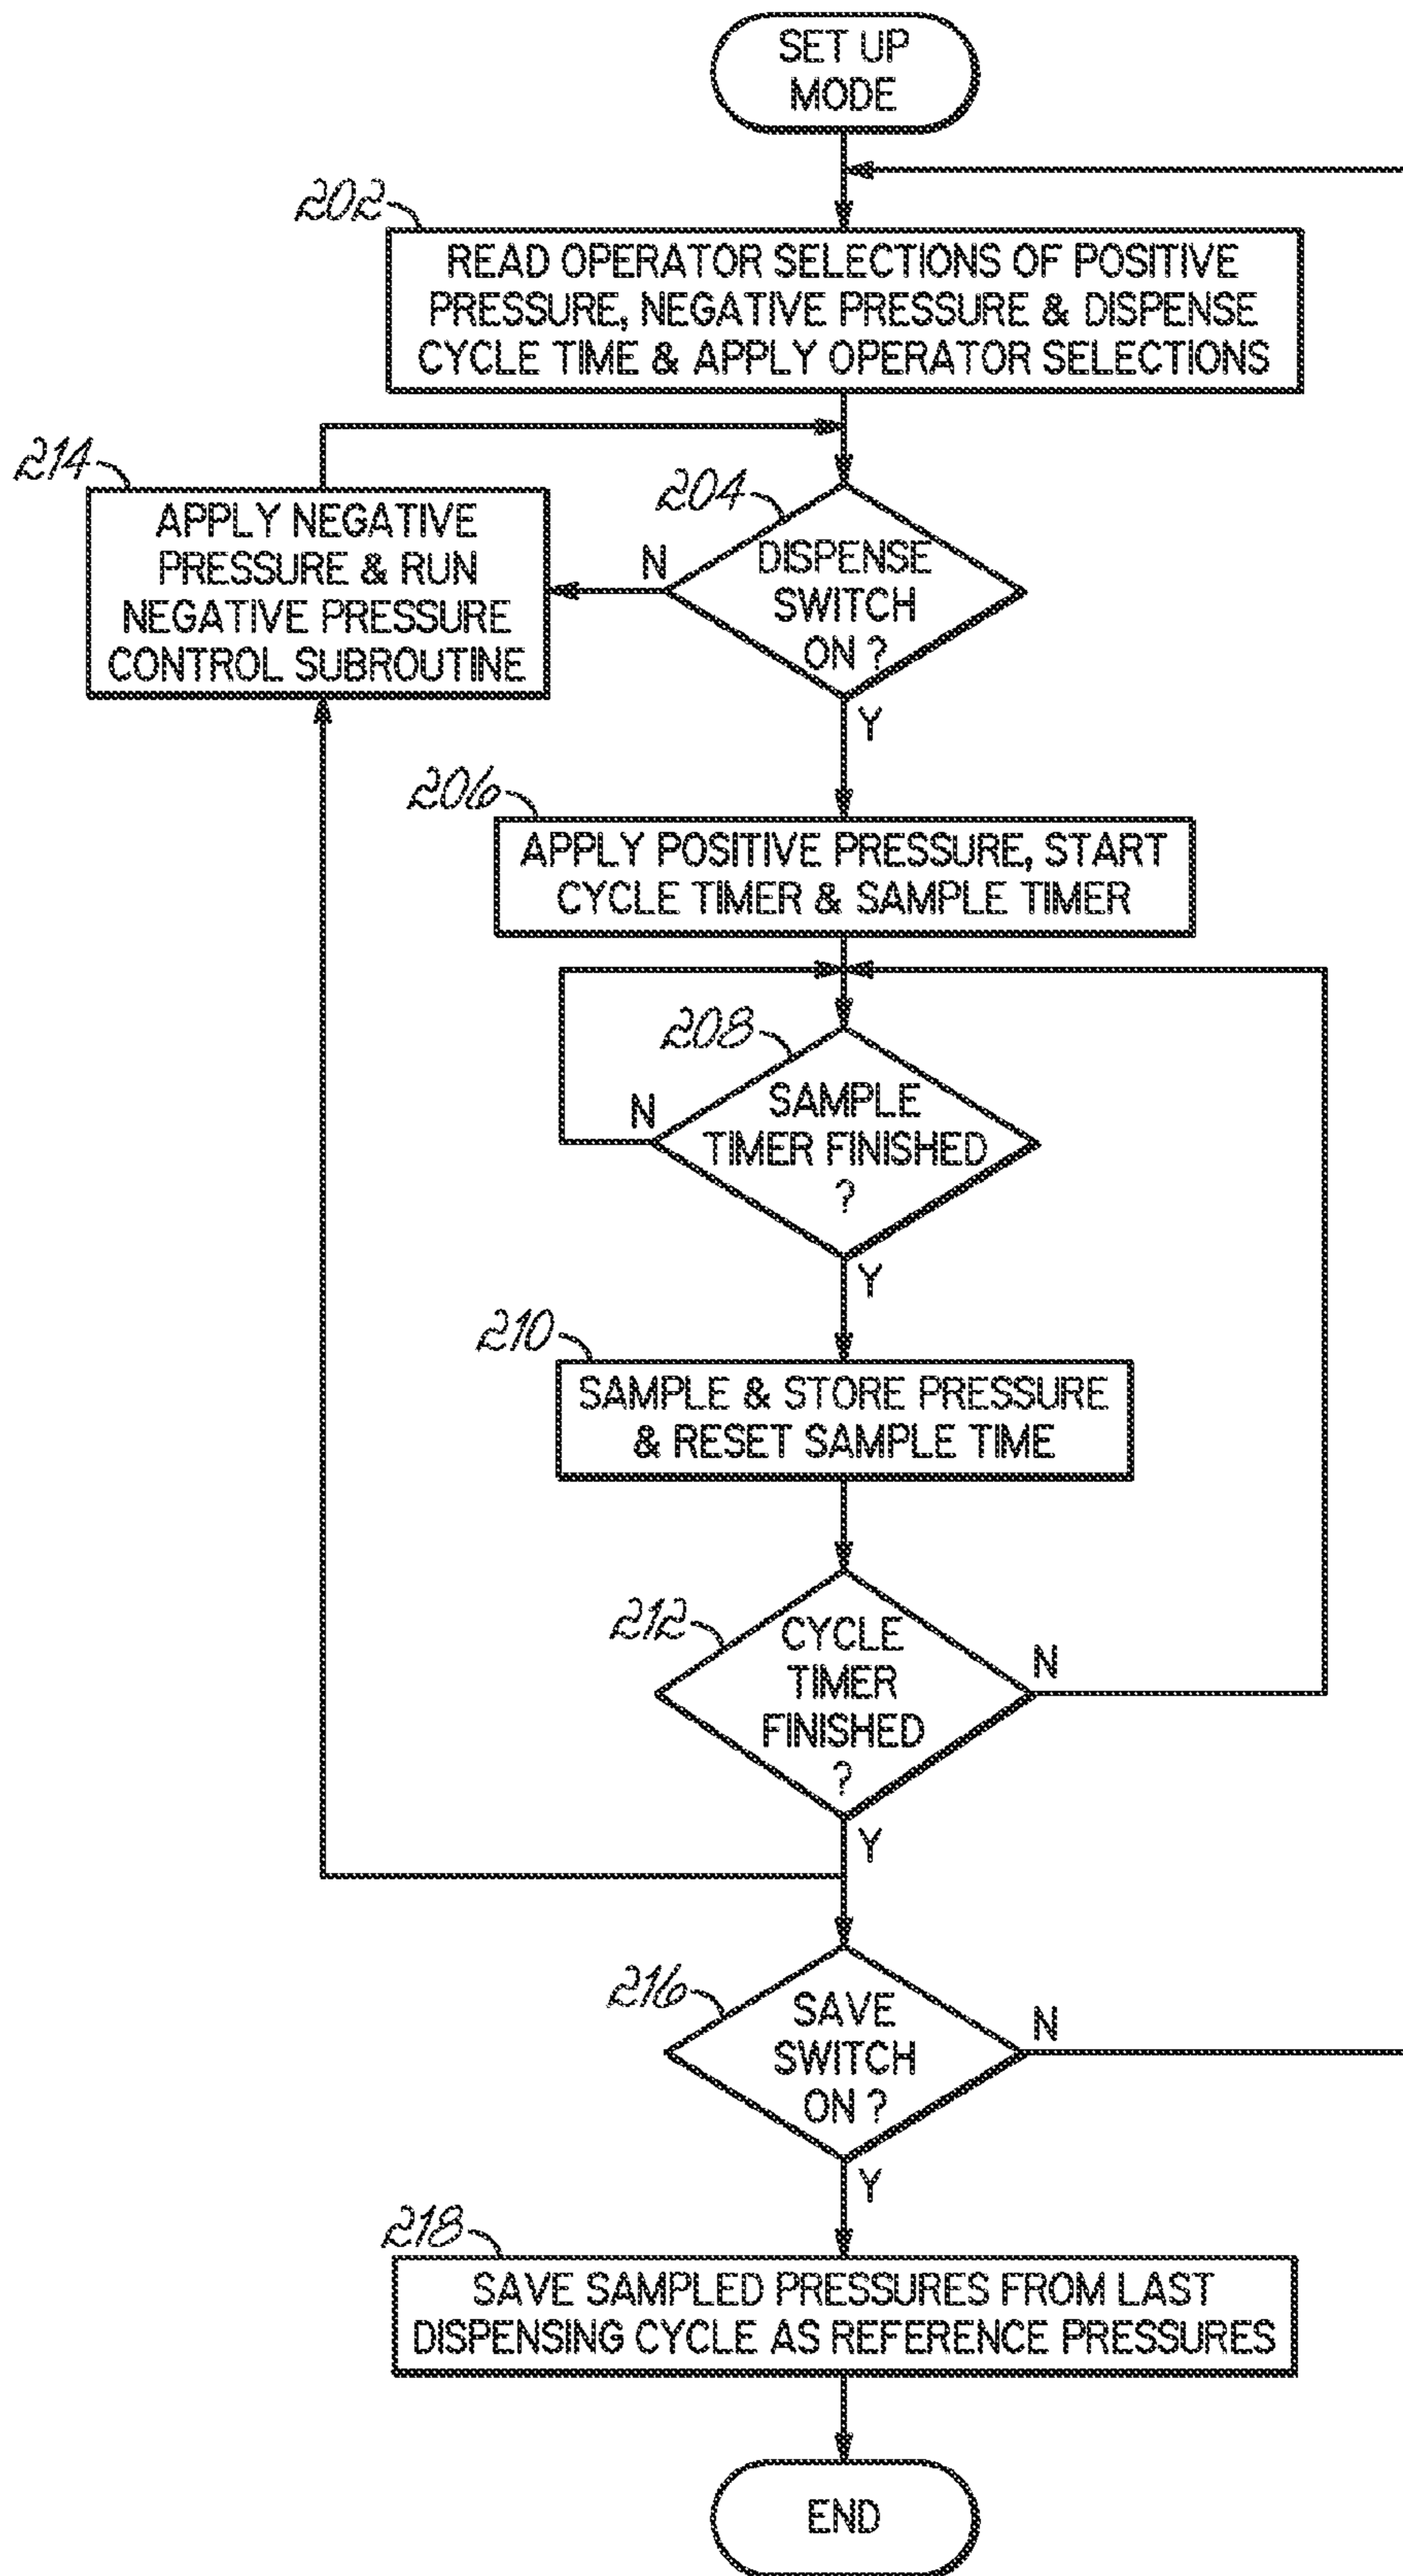 SET UP
MODE
202
READ OPERATOR SELECTIONS OF POSITIVE
PRESSURE, NEGATIVE PRESSURE & DISPENSE
CYCLE TIME & APPLY OPERATOR SELECTIONS
214
APPLY NEGATIVE
PRESSURE & RUN
NEGATIVE PRESSURE
CONTROL SUBROUTINE
204
N
DISPENSE
SWITCH
ON ?
Y
206
APPLY POSITIVE PRESSURE, START
CYCLE TIMER & SAMPLE TIMER
208
N
SAMPLE
TIMER FINISHED
?
Y
210
SAMPLE & STORE PRESSURE
& RESET SAMPLE TIME
212
CYCLE
TIMER
FINISHED
?
N
Y
216
SAVE
SWITCH
ON ?
N
Y
218
SAVE SAMPLED PRESSURES FROM LAST
DISPENSING CYCLE AS REFERENCE PRESSURES
END